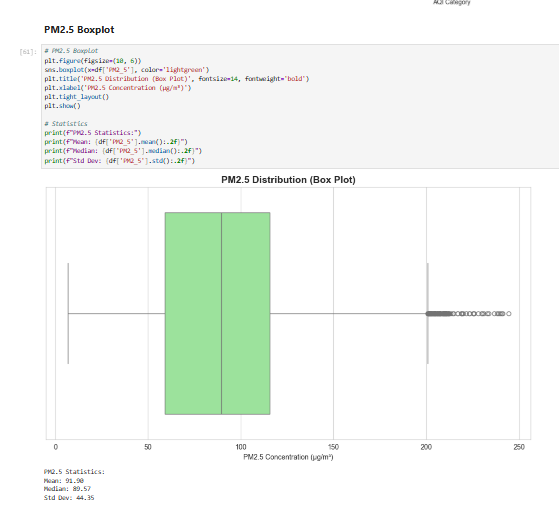 AQI Category
PM2.5 Boxplot
[61]:
# PM2.5 Boxplot
plt.figure(figsize=(10, 6))
sns.boxplot(x=df['PM2_5'], color='lightgreen')
plt.title('PM2.5 Distribution (Box Plot)', fontsize=14, fontweight='bold')
plt.xlabel('PM2.5 Concentration (µg/m³)')
plt.tight_layout()
plt.show()
# Statistics
print(f"PM2.5 Statistics:")
print(f"Mean: {df['PM2_5'].mean():.2f}")
print(f"Median: {df['PM2_5'].median():.2f}")
print(f"Std Dev: {df['PM2_5'].std():.2f}")
PM2.5 Distribution (Box Plot)
0 50 100 150 200 250
PM2.5 Concentration (µg/m³)
PM2.5 Statistics:
Mean: 91.90
Median: 89.57
Std Dev: 44.35